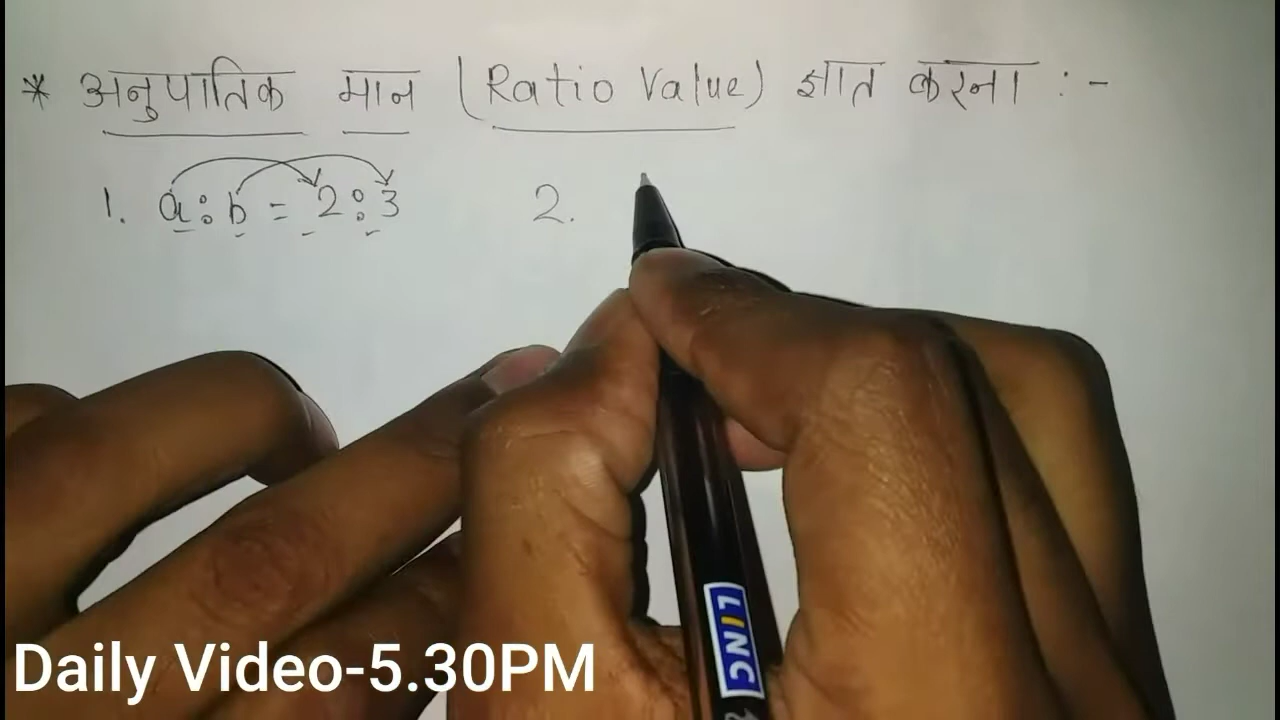 * अनुपातिक मान (Ratio Value) ज्ञात करना :-
1. a:b = 2:3
2.
LINC
Daily Video-5.30PM